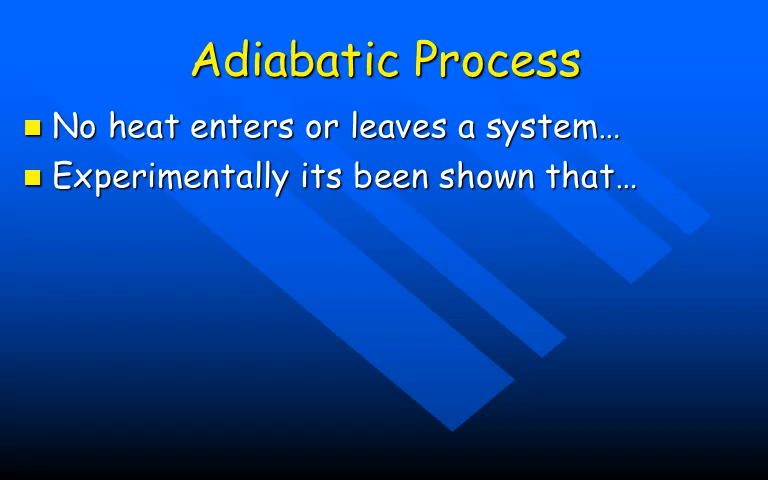 Adiabatic Process
No heat enters or leaves a system…
Experimentally its been shown that…